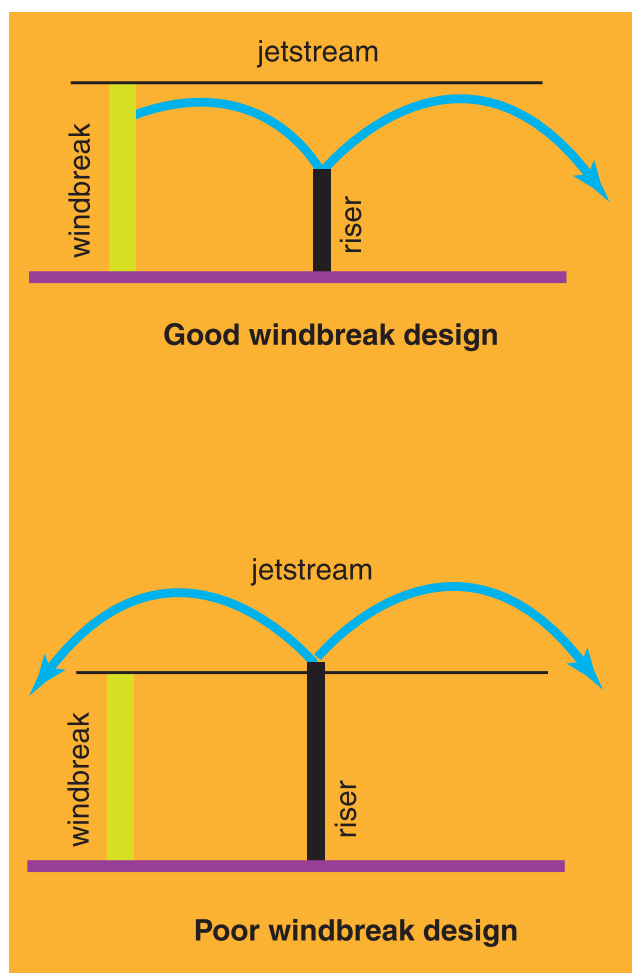 jetstream
windbreak
riser
Good windbreak design
jetstream
windbreak
riser
Poor windbreak design